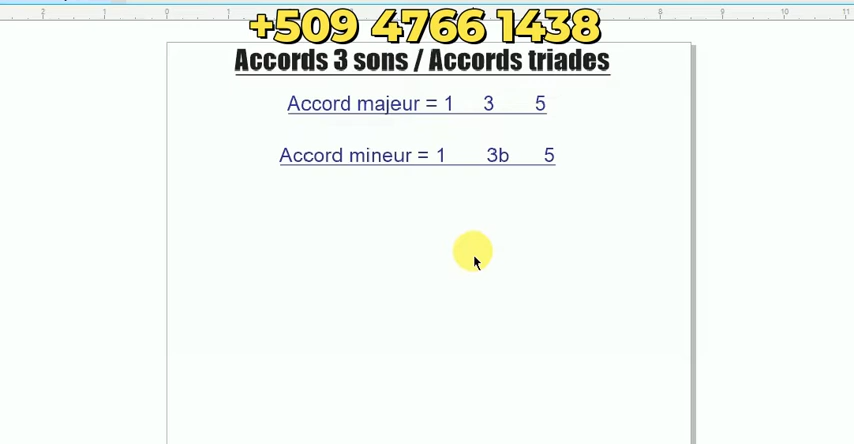 +509 4766 1438
Accords 3 sons / Accords triades
Accord majeur = 1 3 5
Accord mineur = 1 3b 5